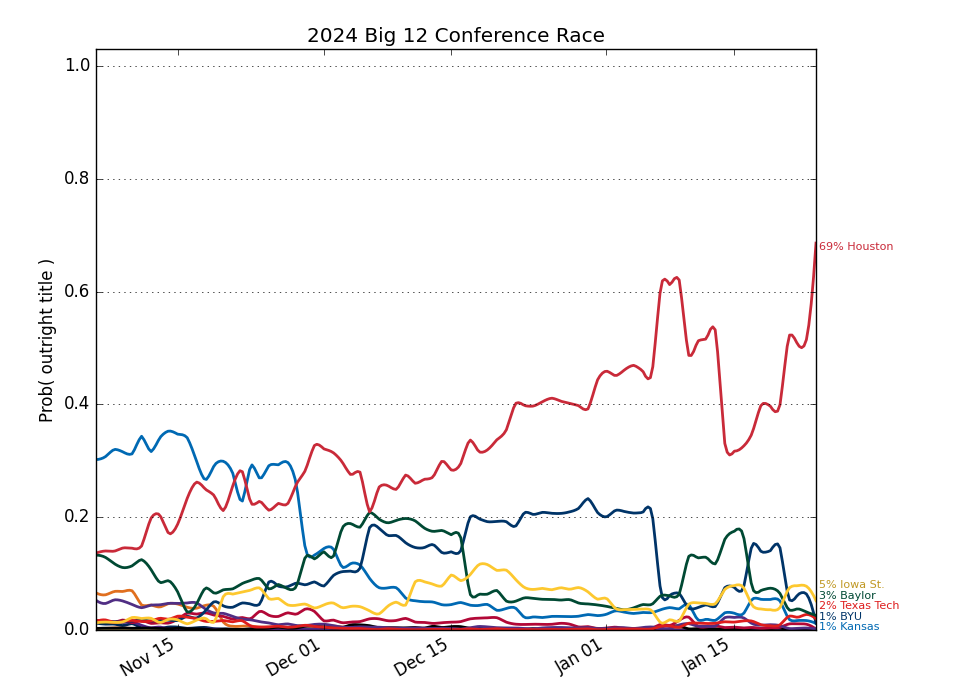 2024 Big 12 Conference Race
Prob( outright title )
1.0
0.8
0.6
0.4
0.2
0.0
Nov 15
Dec 01
Dec 15
Jan 01
Jan 15
69% Houston
5% Iowa St.
3% Baylor
2% Texas Tech
1% BYU
1% Kansas